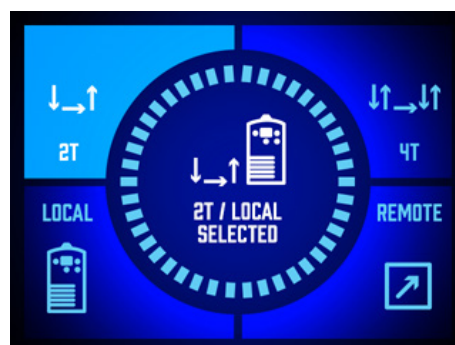 2T
4T
LOCAL
2T / LOCAL
SELECTED
REMOTE